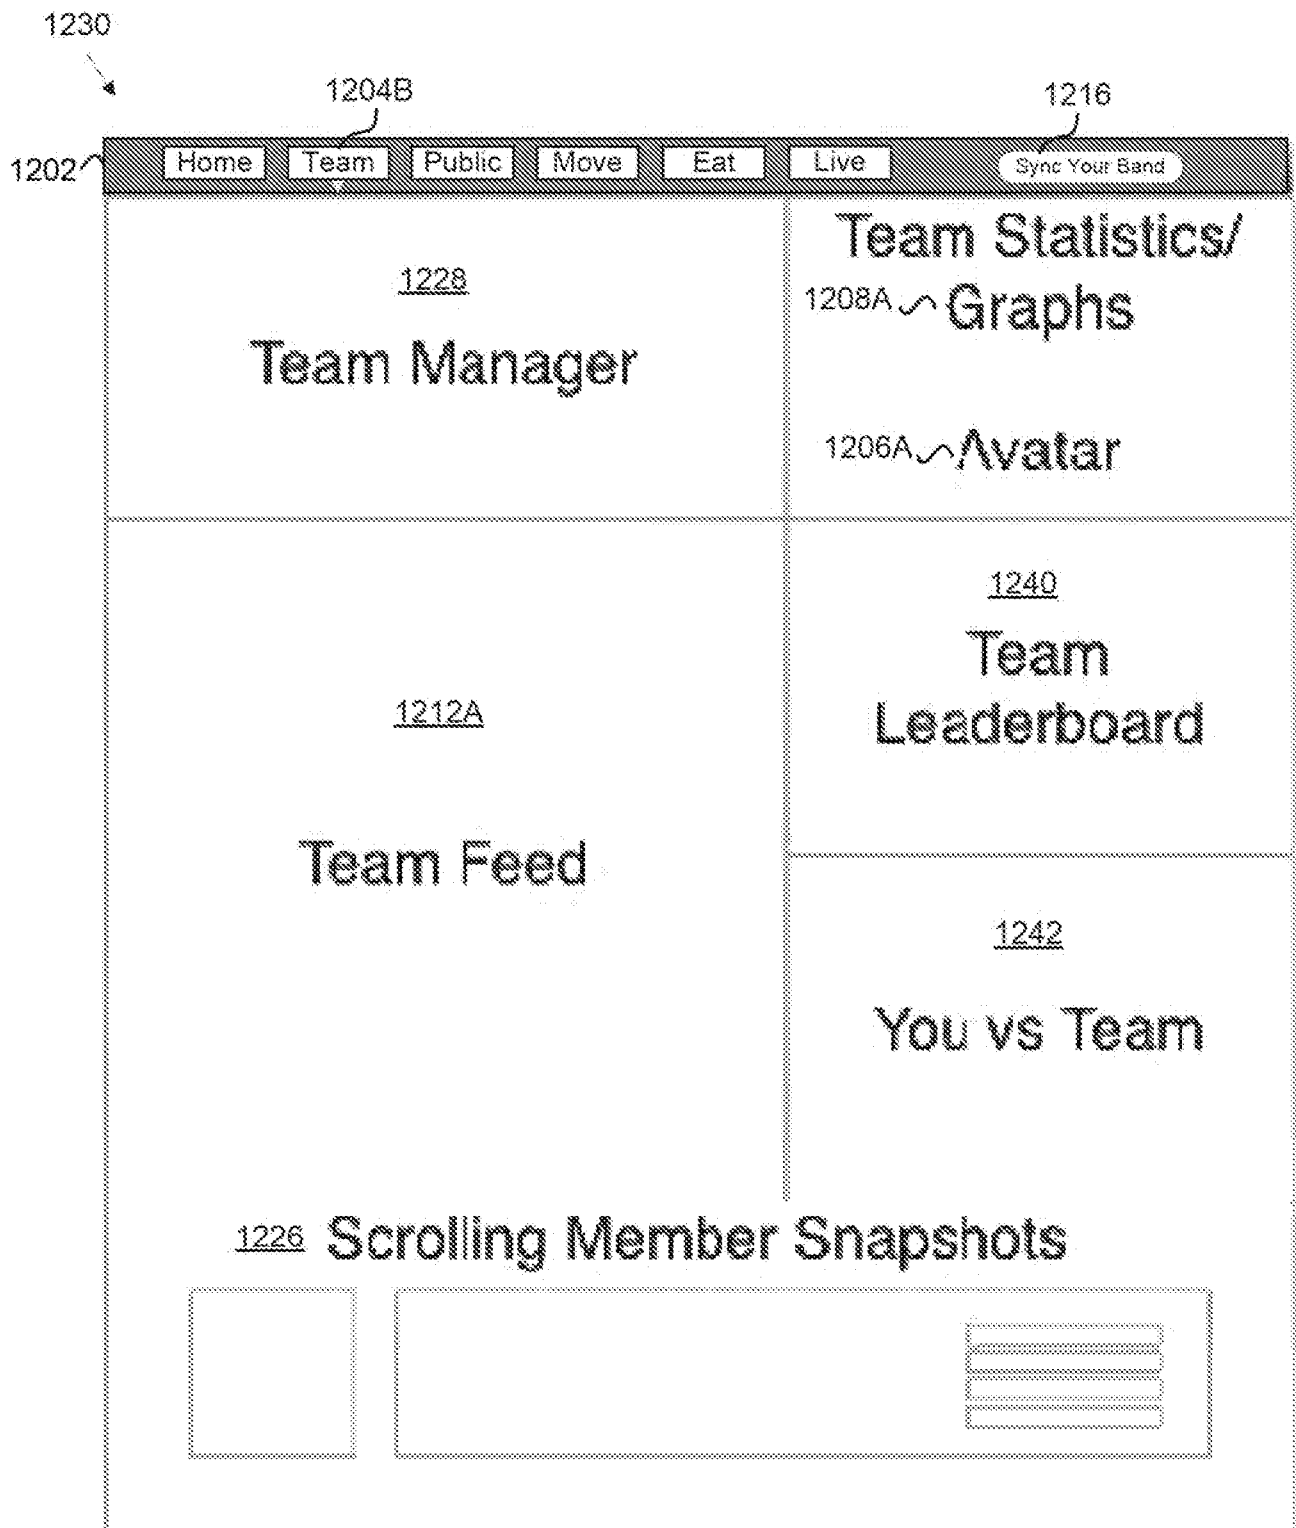 1230
1204B
1216
1202
Home Team Public Move Eat Live Sync Your Band
1228
Team Manager
Team Statistics/
1208A Graphs
1206A Avatar
1212A
Team Feed
1240
Team
Leaderboard
1242
You vs Team
1226 Scrolling Member Snapshots